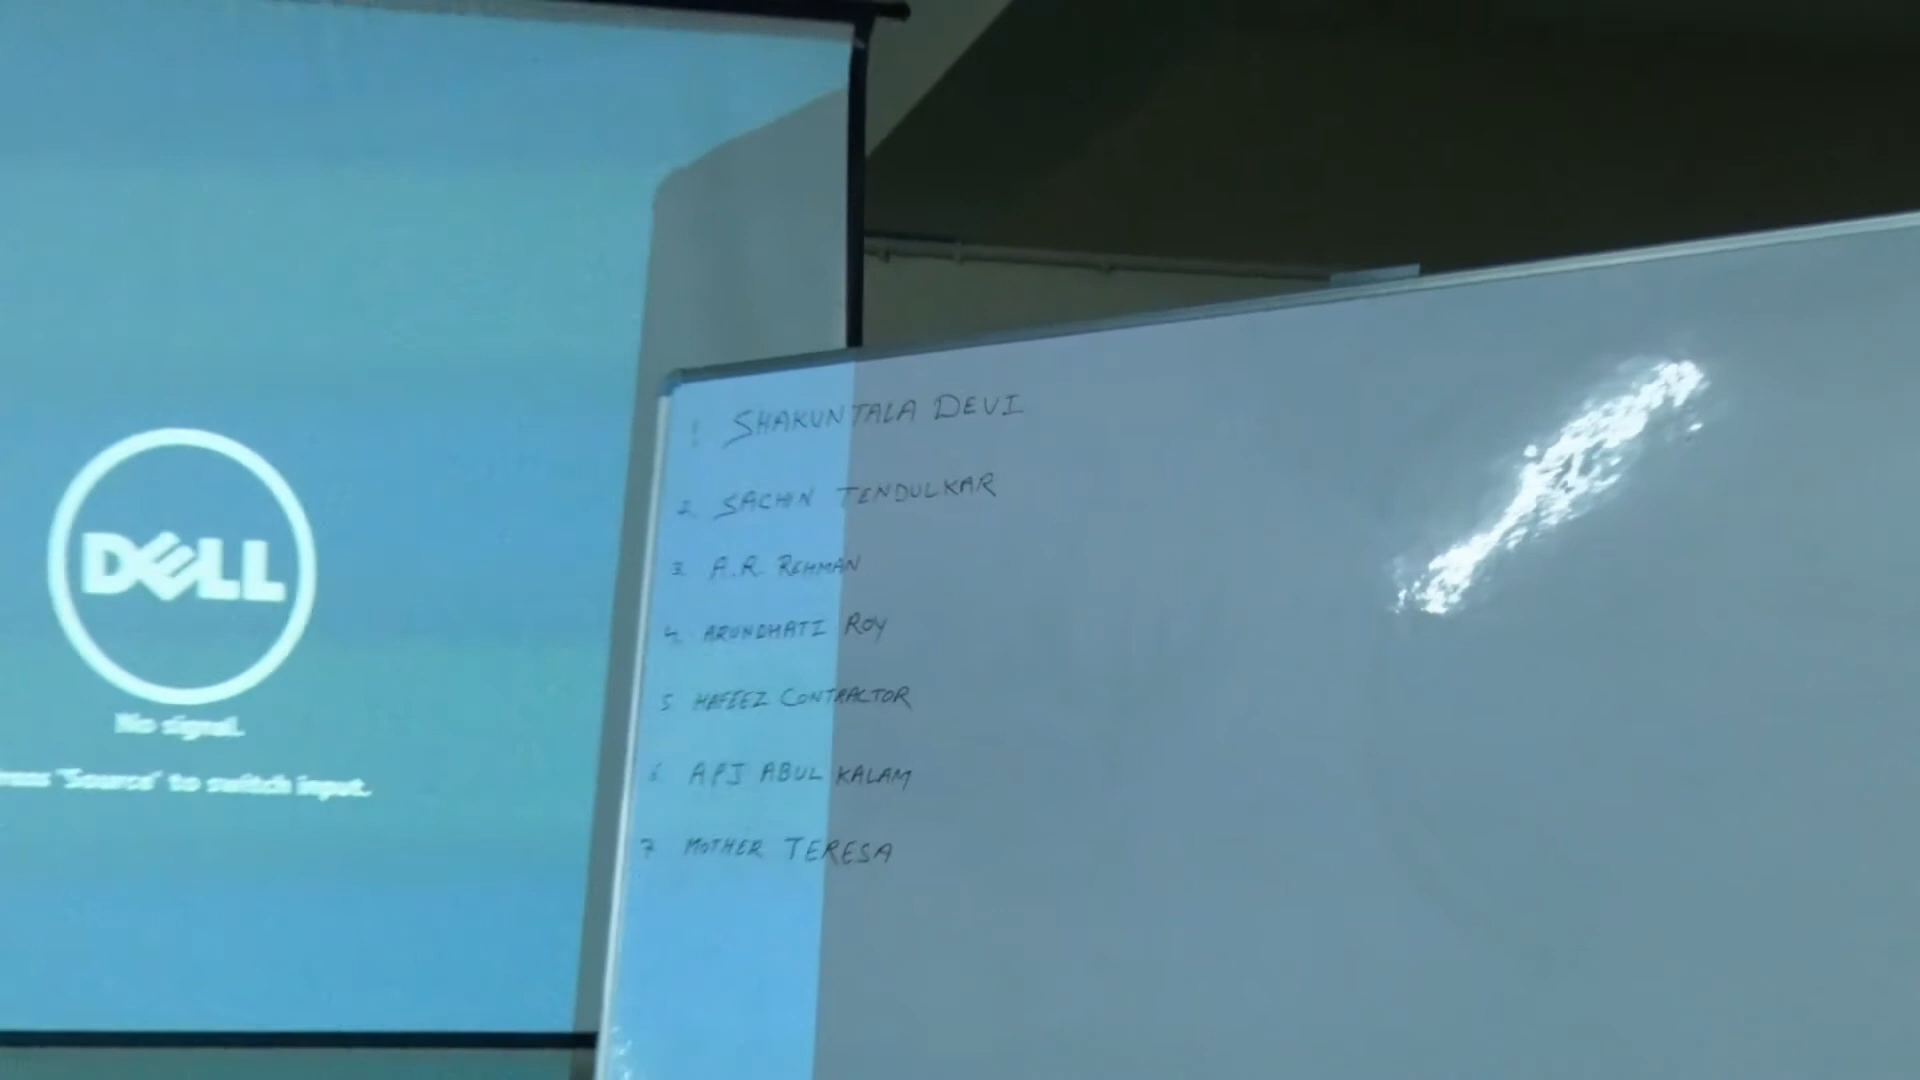 DELL
No signal.
"Source" to switch input.
1 SHAKUNTALA DEVI
2. SACHIN TENDULKAR
3. A.R. REHMAN
4. ARUNDHATI ROY
5 HAFEEZ CONTRACTOR
6 APJ ABUL KALAM
7 MOTHER TERESA